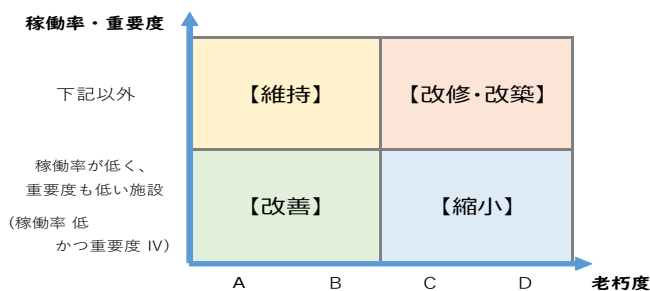 稼働率・重要度
下記以外
【維持】
【改修・改築】
稼働率が低く、
重要度も低い施設
(稼働率 低
かつ重要度 Ⅳ)
【改善】
【縮小】
A B C D 老朽度